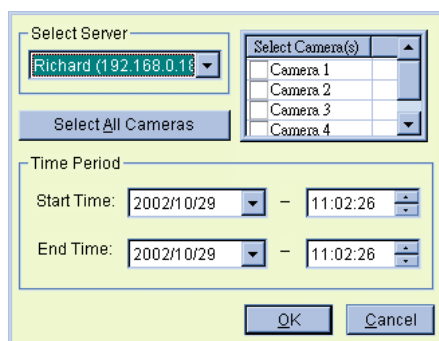 Select Server
Richard (192.168.0.18
Select All Cameras
Select Camera(s)
Camera 1
Camera 2
Camera 3
Camera 4
Time Period
Start Time: 2002/10/29 – 11:02:26
End Time: 2002/10/29 – 11:02:26
OK Cancel